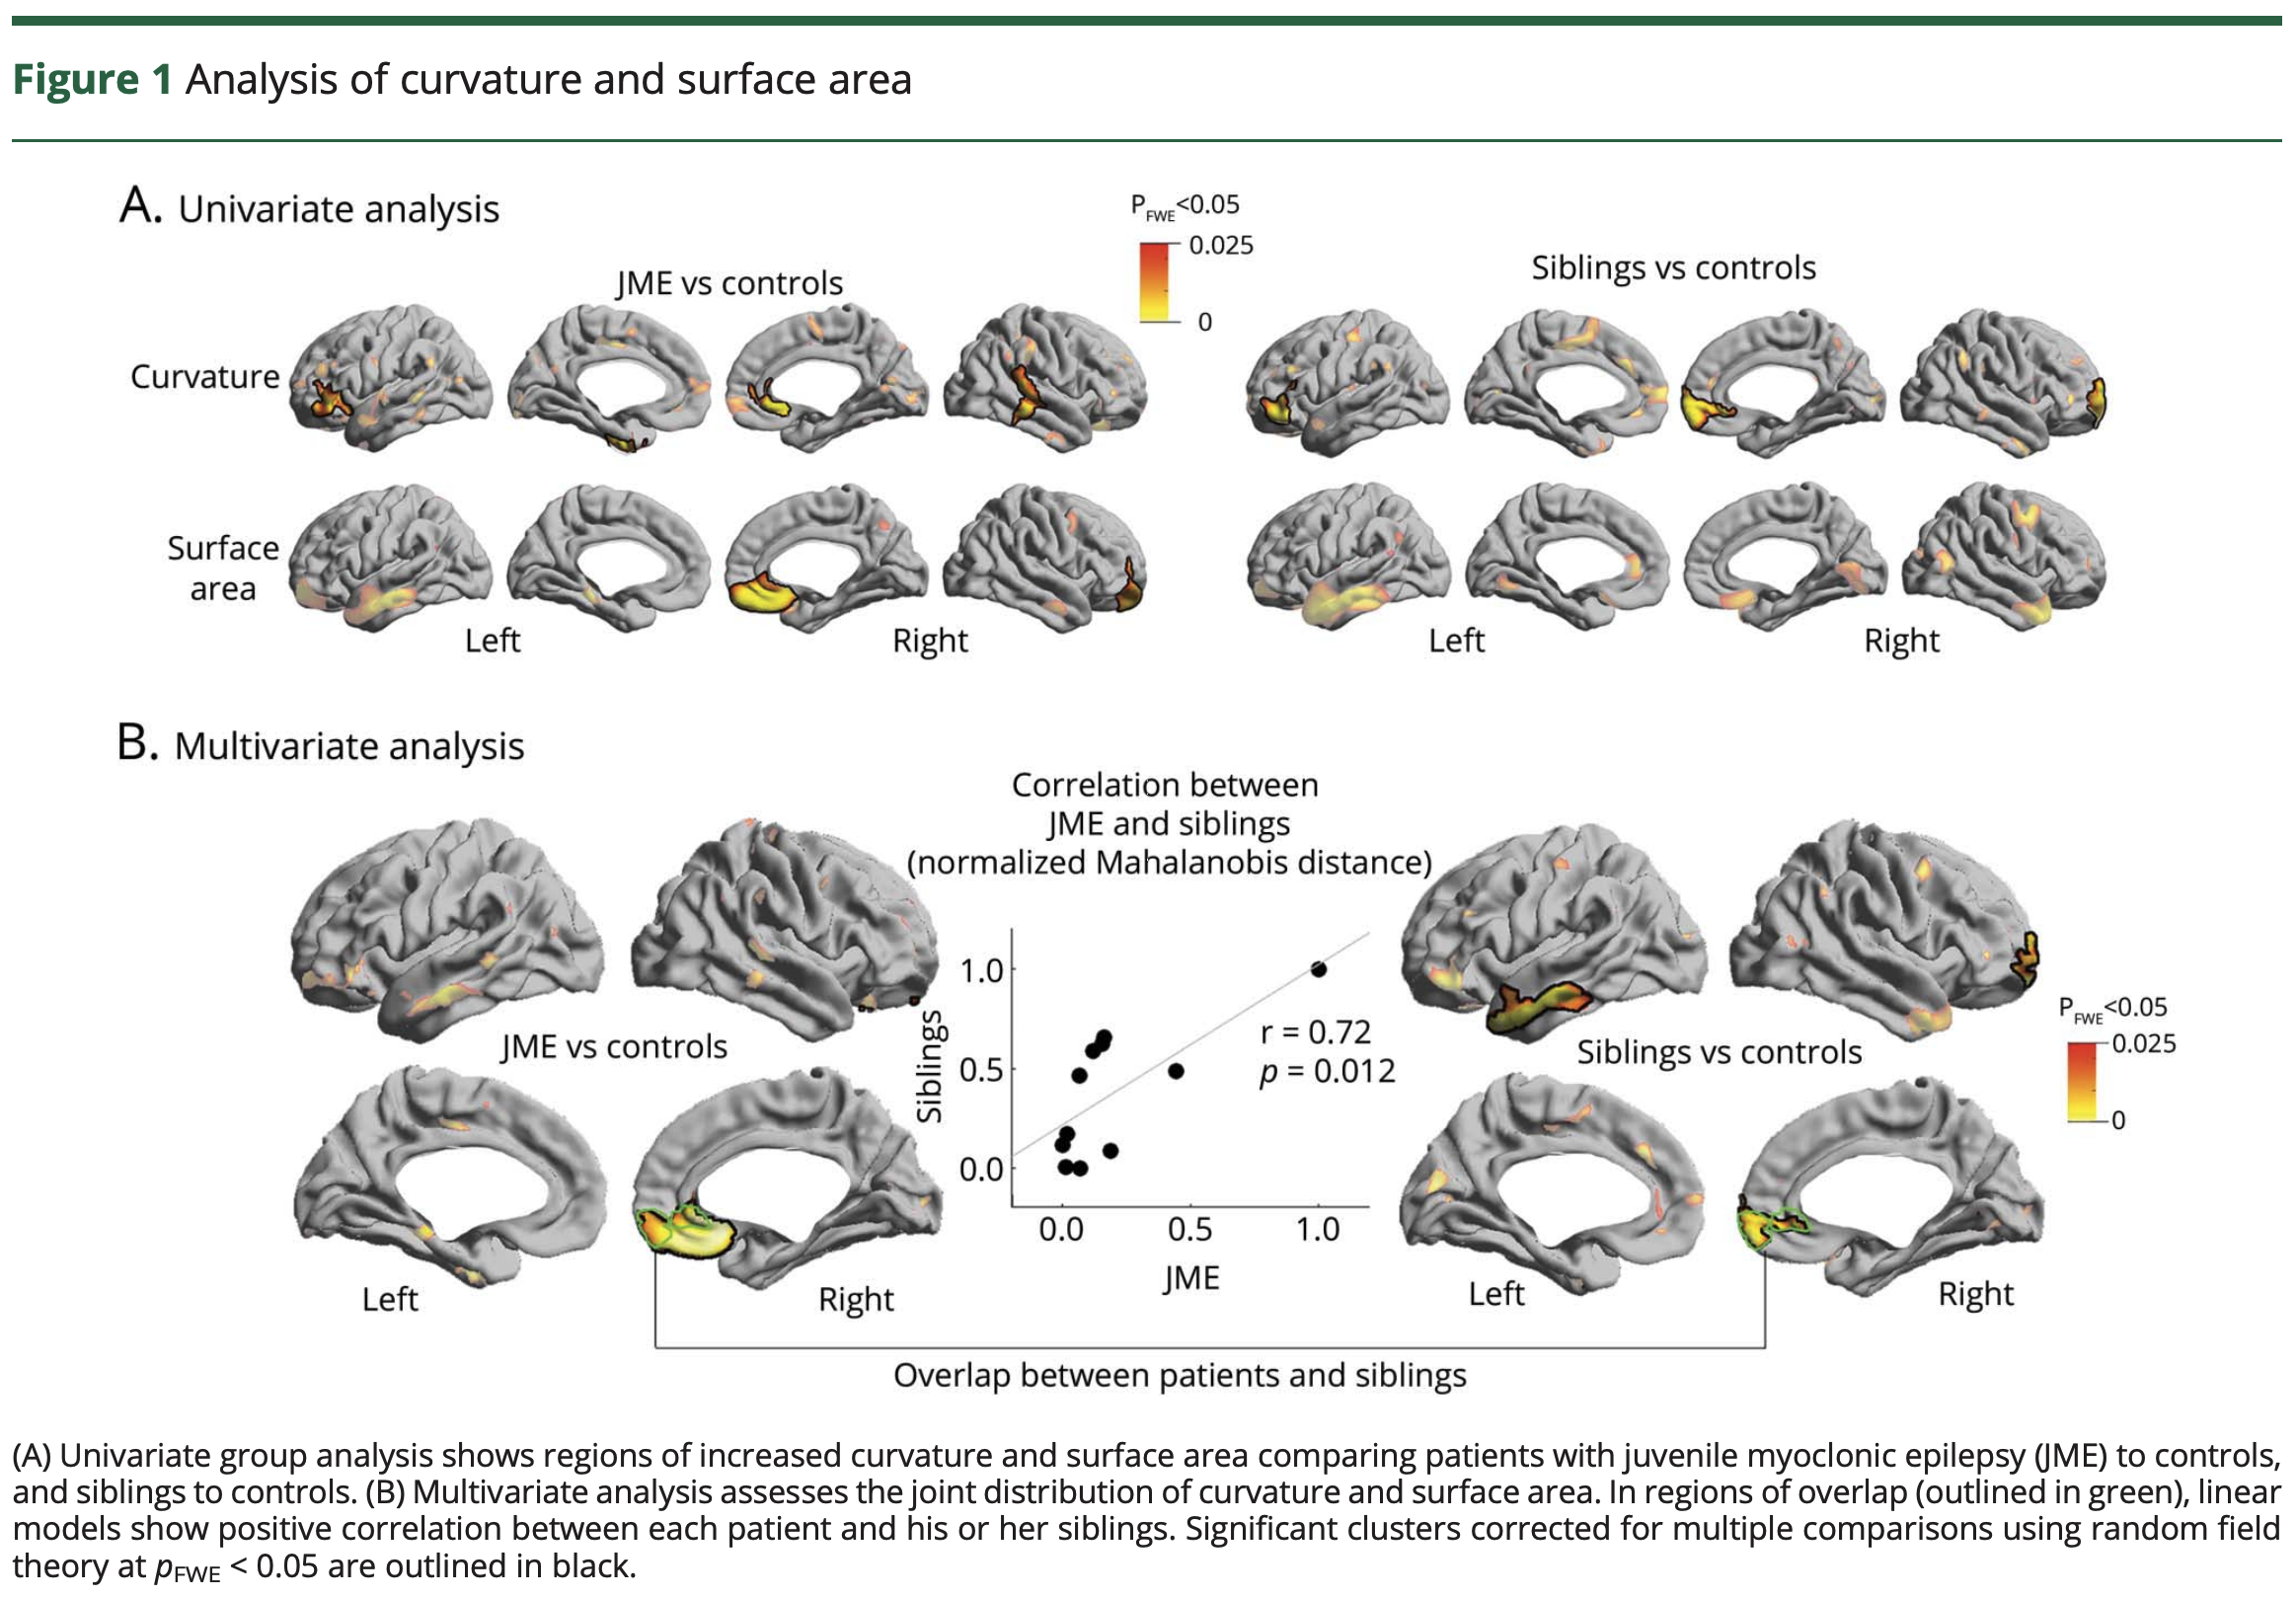 Figure 1 Analysis of curvature and surface area
A. Univariate analysis
P_FWE<0.05
0.025
0
JME vs controls
Siblings vs controls
Curvature
Surface
area
Left
Right
Left
Right
B. Multivariate analysis
Correlation between
JME and siblings
(normalized Mahalanobis distance)
JME vs controls
Siblings
1.0
0.5
0.0
0.0
0.5
1.0
JME
r = 0.72
p = 0.012
Siblings vs controls
P_FWE<0.05
0.025
0
Left
Right
Left
Right
Overlap between patients and siblings
(A) Univariate group analysis shows regions of increased curvature and surface area comparing patients with juvenile myoclonic epilepsy (JME) to controls,
and siblings to controls. (B) Multivariate analysis assesses the joint distribution of curvature and surface area. In regions of overlap (outlined in green), linear
models show positive correlation between each patient and his or her siblings. Significant clusters corrected for multiple comparisons using random field
theory at p_FWE < 0.05 are outlined in black.